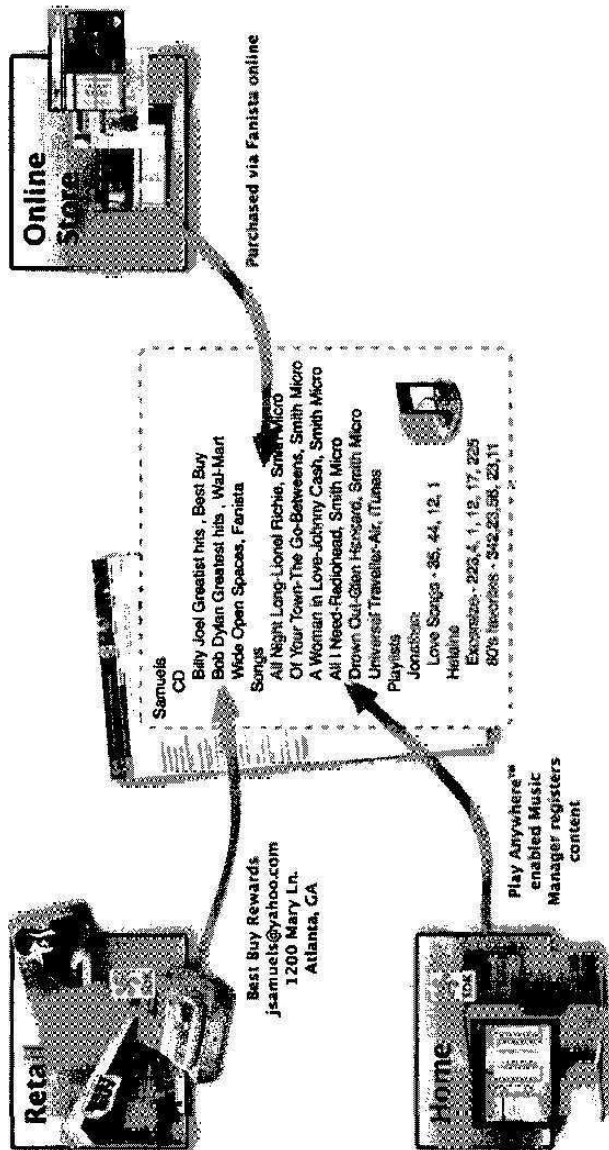 Retail
Best Buy Rewards
jsamuels@yahoo.com
1200 Mary Ln.
Atlanta, GA
Home
SDK
Play Anywhere™
enabled Music
Manager registers
content
Samuels
CD
Billy Joel Greatist hits , Best Buy
Bob Dylan Greatest hits , Wal-Mart
Wide Open Spaces, Fanista
Songs
All Night Long-Lionel Richie, Smith Micro
Of Your Town-The Go-Betweens, Smith Micro
A Woman in Love-Johnny Cash, Smith Micro
All I Need-Radiohead, Smith Micro
Drown Out-Glen Hansard, Smith Micro
Universal Traveller-Air, iTunes
Playlists
Jonathan
Love Songs - 35, 44, 12, 1
Helaine
- 223,4, 1, 12, 17, 225
80's favorites - 342,23,56, 23,11
Online
Store
Purchased via Fanista online